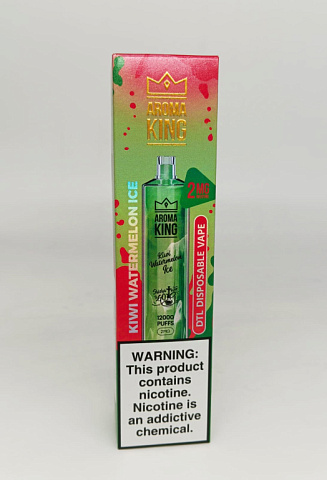 AROMA
KING
KIWI WATERMELON ICE
2MG
DTL DISPOSABLE VAPE
AROMA
KING
Kiwi
Watermelon
Ice
12000
PUFFS
WARNING:
This product
contains
nicotine.
Nicotine is
an addictive
chemical.